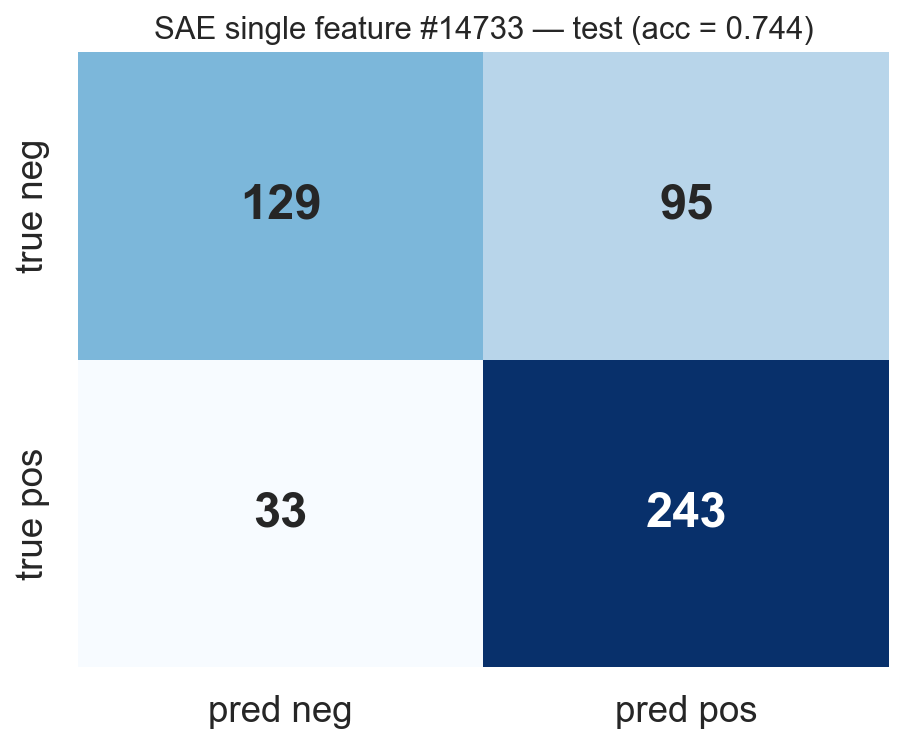 SAE single feature #14733 — test (acc = 0.744)
true neg
129
95
true pos
33
243
pred neg
pred pos